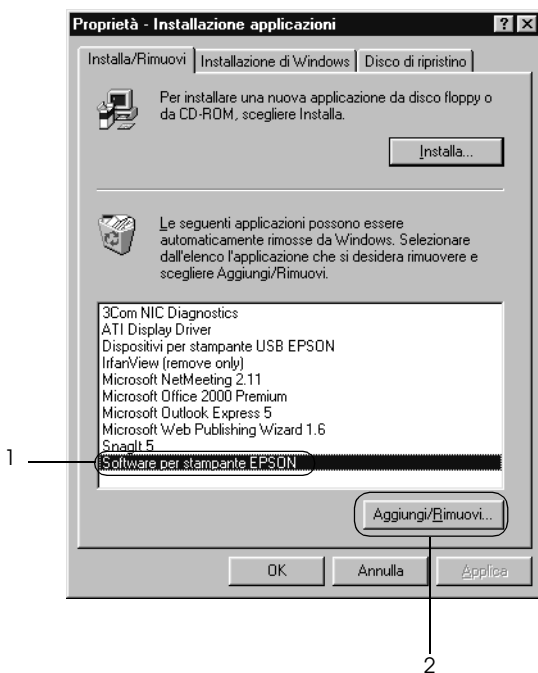 Proprietà - Installazione applicazioni
Installa/Rimuovi Installazione di Windows Disco di ripristino
Per installare una nuova applicazione da disco floppy o
da CD-ROM, scegliere Installa.
Installa...
Le seguenti applicazioni possono essere
automaticamente rimosse da Windows. Selezionare
dall'elenco l'applicazione che si desidera rimuovere e
scegliere Aggiungi/Rimuovi.
3Com NIC Diagnostics
ATI Display Driver
Dispositivi per stampante USB EPSON
IrfanView (remove only)
Microsoft NetMeeting 2.11
Microsoft Office 2000 Premium
Microsoft Outlook Express 5
Microsoft Web Publishing Wizard 1.6
SnagIt 5
1 Software per stampante EPSON
Aggiungi/Rimuovi...
OK Annulla Applica
2